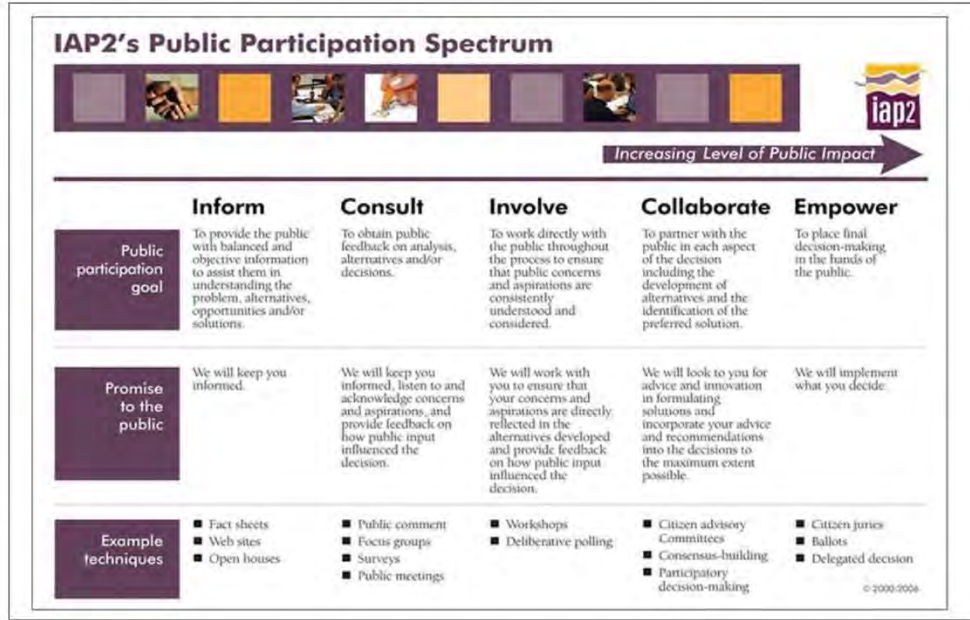 IAP2's Public Participation Spectrum
iap2
Increasing Level of Public Impact
Inform
Consult
Involve
Collaborate
Empower
Public
participation
goal
To provide the public
with balanced and
objective information
to assist them in
understanding the
problem, alternatives,
opportunities and/or
solutions.
To obtain public
feedback on analysis,
alternatives and/or
decisions.
To work directly with
the public throughout
the process to ensure
that public concerns
and aspirations are
consistently
understood and
considered.
To partner with the
public in each aspect
of the decision
including the
development of
alternatives and the
identification of the
preferred solution.
To place final
decision-making
in the hands of
the public.
Promise
to the
public
We will keep you
informed.
We will keep you
informed, listen to and
acknowledge concerns
and aspirations, and
provide feedback on
how public input
influenced the
decision.
We will work with
you to ensure that
your concerns and
aspirations are directly
reflected in the
alternatives developed
and provide feedback
on how public input
influenced the
decision.
We will look to you for
advice and innovation
in formulating
solutions and
incorporate your advice
and recommendations
into the decisions to
the maximum extent
possible.
We will implement
what you decide.
Example
techniques
■ Fact sheets
■ Web sites
■ Open houses
■ Public comment
■ Focus groups
■ Surveys
■ Public meetings
■ Workshops
■ Deliberative polling
■ Citizen advisory
Committees
■ Consensus-building
■ Participatory
decision-making
■ Citizen juries
■ Ballots
■ Delegated decision
© 2000-2006